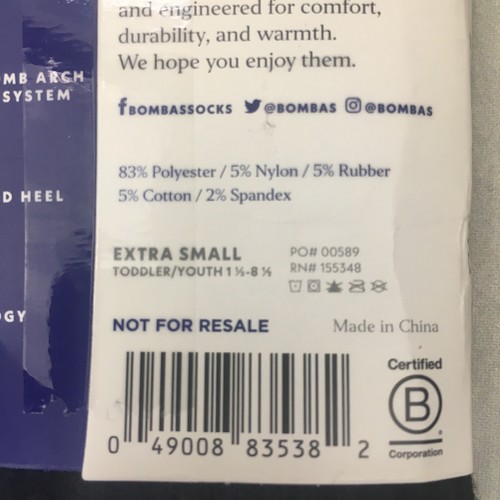 and engineered for comfort,
durability, and warmth.
We hope you enjoy them.
MB ARCH
SYSTEM
fBOMBASSOCKS @BOMBAS @BOMBAS
83% Polyester / 5% Nylon / 5% Rubber
5% Cotton / 2% Spandex
D HEEL
EXTRA SMALL
TODDLER/YOUTH 1 ½-8 ½
PO# 00589
RN# 155348
GY
NOT FOR RESALE
Made in China
0 49008 83538 2
Certified
B
Corporation